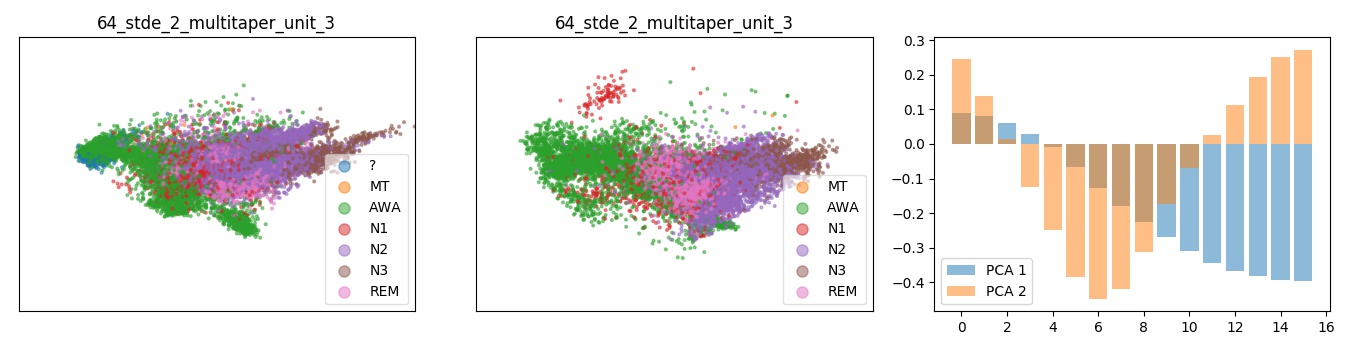 64_stde_2_multitaper_unit_3
?
MT
AWA
N1
N2
N3
REM
64_stde_2_multitaper_unit_3
MT
AWA
N1
N2
N3
REM
0.3
0.2
0.1
0.0
−0.1
−0.2
−0.3
−0.4
PCA 1
PCA 2
0 2 4 6 8 10 12 14 16